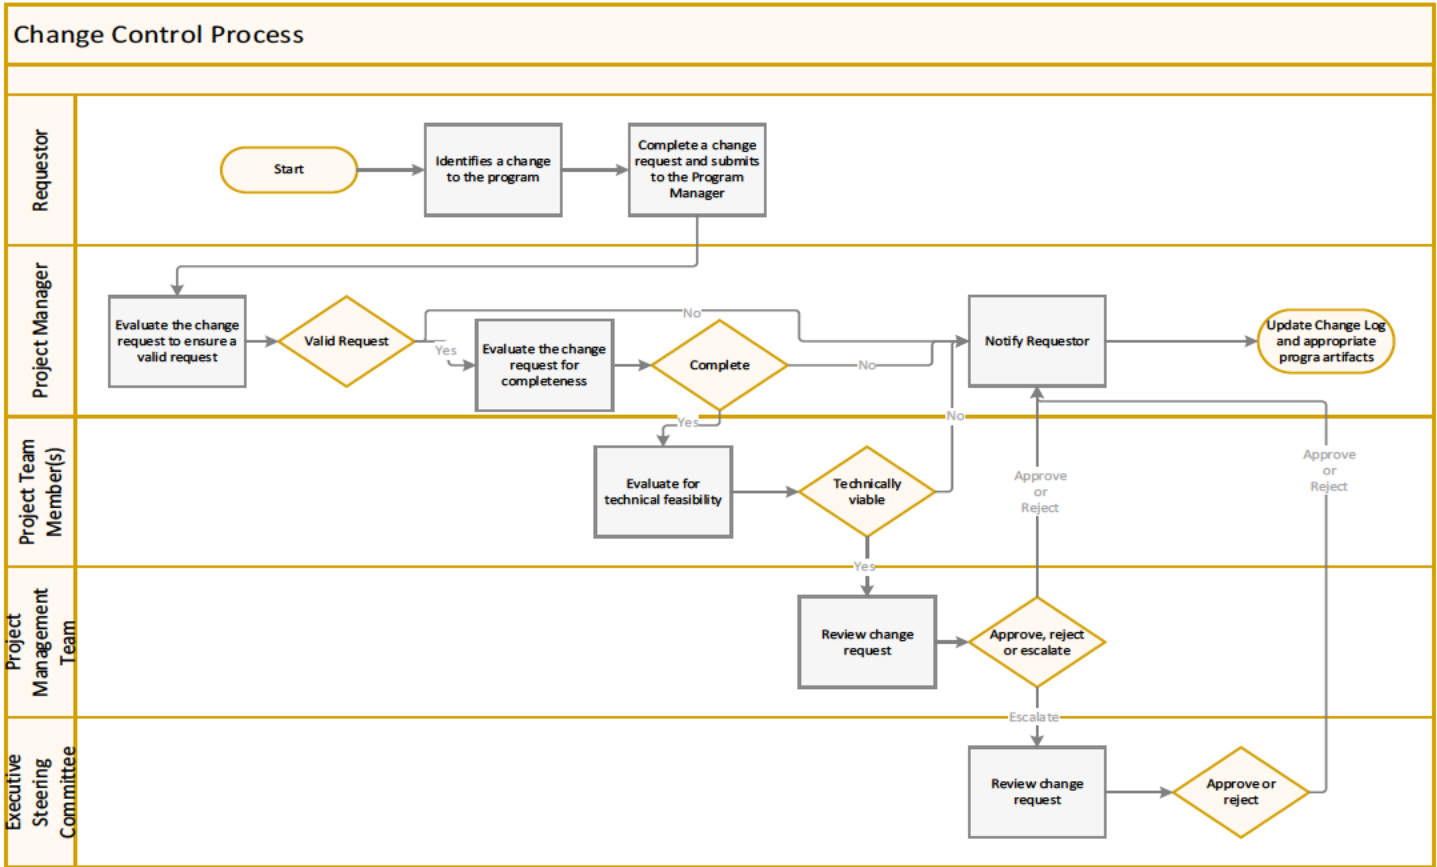 Change Control Process
Requestor
Start
Identifies a change
to the program
Complete a change
request and submits
to the Program
Manager
Project Manager
Evaluate the change
request to ensure a
valid request
Valid Request
No
Yes
Evaluate the change
request for
completeness
Complete
No
Notify Requestor
Update Change Log
and appropriate
progra artifacts
Yes
No
Project Team
Member(s)
Evaluate for
technical feasibility
Technically
viable
Approve
or
Reject
Approve
or
Reject
Yes
Project
Management
Team
Review change
request
Approve, reject
or escalate
Escalate
Executive
Steering
Committee
Review change
request
Approve or
reject